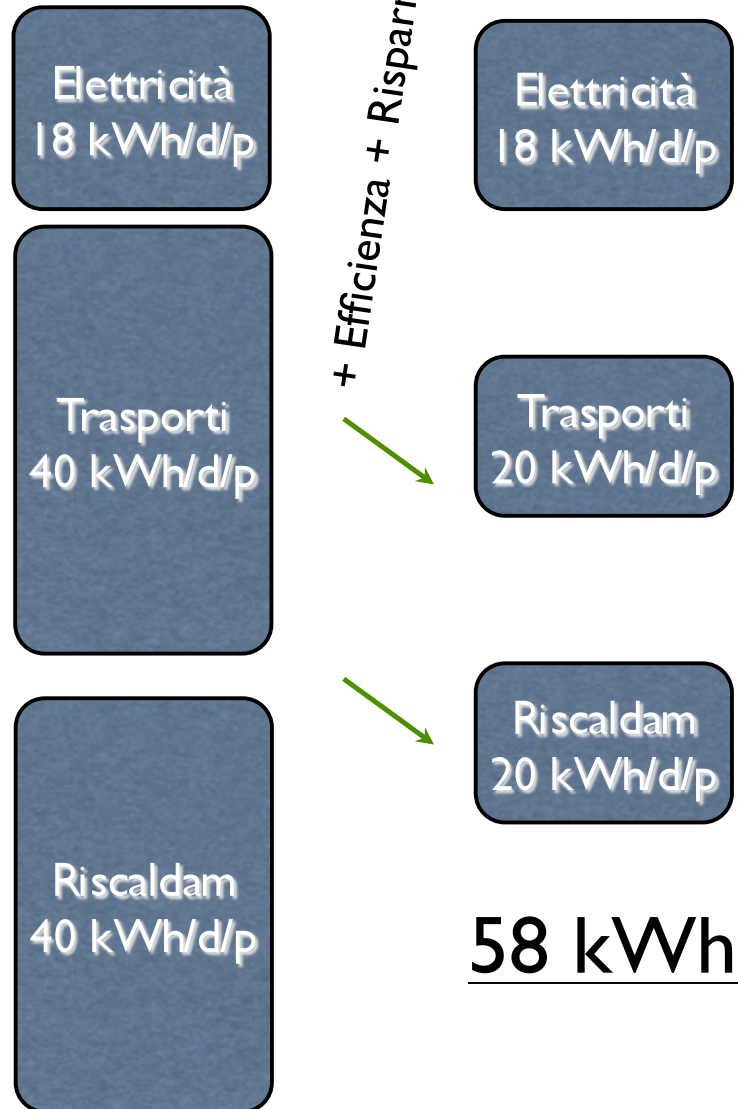 Elettricità
18 kWh/d/p
Trasporti
40 kWh/d/p
Riscaldam
40 kWh/d/p
+ Efficienza +
Elettricità
18 kWh/d/p
Trasporti
20 kWh/d/p
Riscaldam
20 kWh/d/p
58 kWh